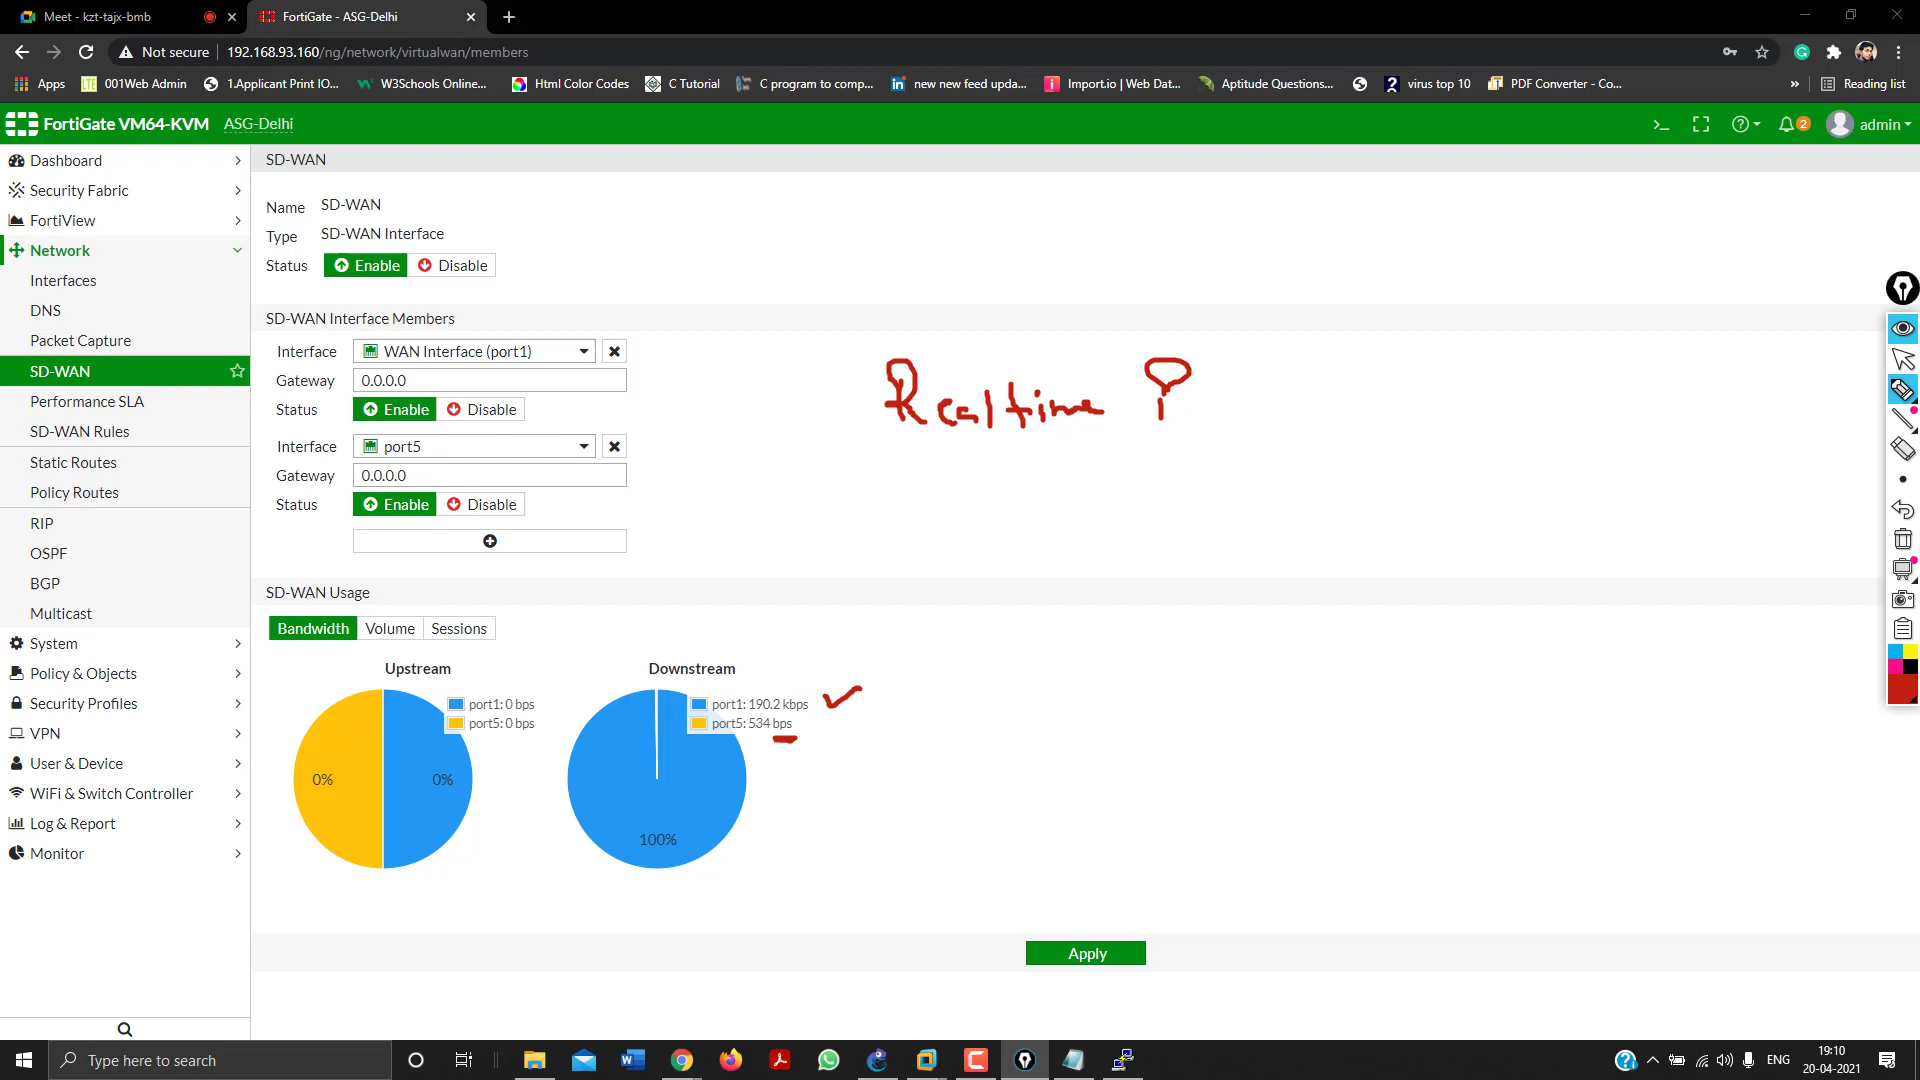 Meet - kzt-tajx-bmb
FortiGate - ASG-Delhi
Not secure
192.168.93.160/ng/network/virtualwan/members
Apps
001Web Admin
1.Applicant Print IO...
W3Schools Online...
Html Color Codes
C Tutorial
C program to comp...
new new feed upda...
Import.io | Web Dat...
Aptitude Questions...
virus top 10
PDF Converter - Co...
»
Reading list
FortiGate VM64-KVM
ASG-Delhi
2
admin
Dashboard
Security Fabric
FortiView
Network
Interfaces
DNS
Packet Capture
SD-WAN
Performance SLA
SD-WAN Rules
Static Routes
Policy Routes
RIP
OSPF
BGP
Multicast
System
Policy & Objects
Security Profiles
VPN
User & Device
WiFi & Switch Controller
Log & Report
Monitor
SD-WAN
Name SD-WAN
Type SD-WAN Interface
Status Enable Disable
SD-WAN Interface Members
Interface WAN Interface (port1)
Gateway 0.0.0.0
Status Enable Disable
Interface port5
Gateway 0.0.0.0
Status Enable Disable
Realtime ?
SD-WAN Usage
Bandwidth Volume Sessions
Upstream
port1: 0 bps
port5: 0 bps
0% 0%
Downstream
port1: 190.2 kbps
port5: 534 bps
100%
Apply
Type here to search
ENG
19:10
20-04-2021